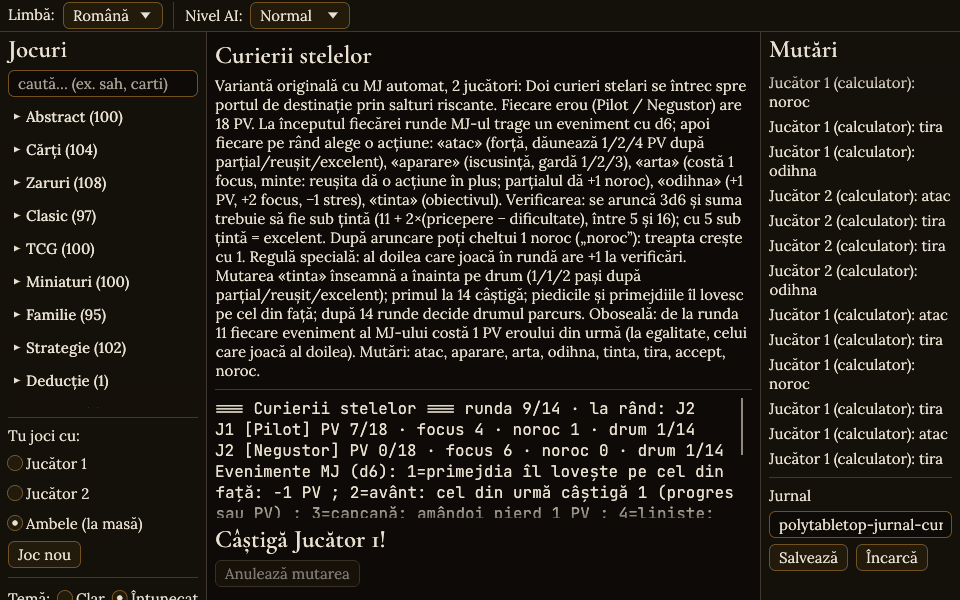 Limbă: Română ▼ Nivel AI: Normal ▼
Jocuri
caută... (ex. sah, carti)
▸ Abstract (100)
▸ Cărți (104)
▸ Zaruri (108)
▸ Clasic (97)
▸ TCG (100)
▸ Miniaturi (100)
▸ Familie (95)
▸ Strategie (102)
▸ Deducție (1)
Tu joci cu:
Jucător 1
Jucător 2
Ambele (la masă)
Joc nou
Temă: Clar Întunecat
Curierii stelelor
Variantă originală cu MJ automat, 2 jucători: Doi curieri stelari se întrec spre
portul de destinație prin salturi riscante. Fiecare erou (Pilot / Negustor) are
18 PV. La începutul fiecărei runde MJ-ul trage un eveniment cu d6; apoi
fiecare pe rând alege o acțiune: «atac» (forță, dăunează 1/2/4 PV după
parțial/reușit/excelent), «aparare» (iscusință, gardă 1/2/3), «arta» (costă 1
focus, minte: reușita dă o acțiune în plus; parțialul dă +1 noroc), «odihna» (+1
PV, +2 focus, −1 stres), «tinta» (obiectivul). Verificarea: se aruncă 3d6 și suma
trebuie să fie sub țintă (11 + 2×(pricepere − dificultate), între 5 și 16); cu 5 sub
țintă = excelent. După aruncare poți cheltui 1 noroc („noroc”): treapta crește
cu 1. Regulă specială: al doilea care joacă în rundă are +1 la verificări.
Mutarea «tinta» înseamnă a înainta pe drum (1/1/2 pași după
parțial/reușit/excelent); primul la 14 câștigă; piedicile și primejdiile îl lovesc
pe cel din față; după 14 runde decide drumul parcurs. Oboseală: de la runda
11 fiecare eveniment al MJ-ului costă 1 PV eroului din urmă (la egalitate, celui
care joacă al doilea). Mutări: atac, aparare, arta, odihna, tinta, tira, accept,
noroc.
=== Curierii stelelor === runda 9/14 · la rând: J2
J1 [Pilot] PV 7/18 · focus 4 · noroc 1 · drum 1/14
J2 [Negustor] PV 0/18 · focus 6 · noroc 0 · drum 1/14
Evenimente MJ (d6): 1=primejdia îl lovește pe cel din
față: -1 PV ; 2=avânt: cel din urmă câștigă 1 (progres
sau PV) ; 3=capcană: amândoi pierd 1 PV ; 4=liniște:
Câștigă Jucător 1!
Anulează mutarea
Mutări
Jucător 1 (calculator):
noroc
Jucător 1 (calculator): tira
Jucător 1 (calculator):
odihna
Jucător 2 (calculator): atac
Jucător 2 (calculator): tira
Jucător 2 (calculator): tira
Jucător 2 (calculator):
odihna
Jucător 1 (calculator): atac
Jucător 1 (calculator): tira
Jucător 1 (calculator):
noroc
Jucător 1 (calculator): tira
Jucător 1 (calculator): atac
Jucător 1 (calculator): tira
Jurnal
polytabletop-jurnal-cur
Salvează Încarcă